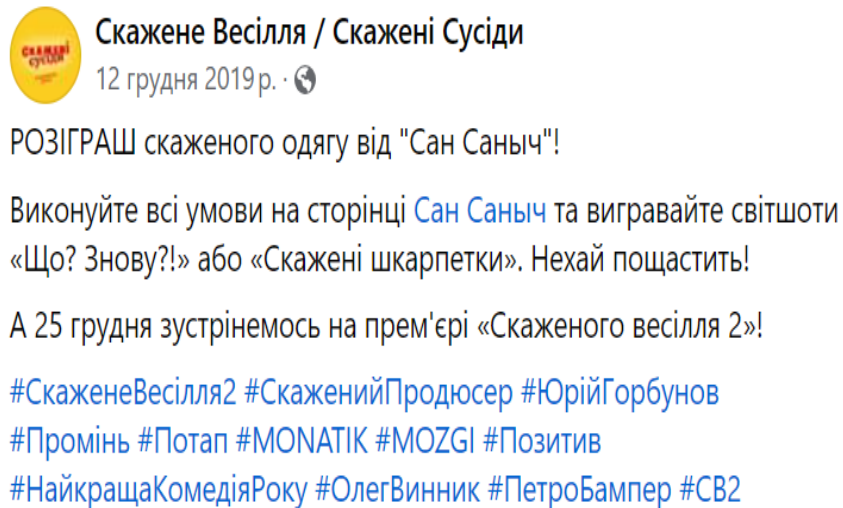 СКАЖЕНІ
СУСІДИ
Скажене Весілля / Скажені Сусіди
12 грудня 2019 р. ·
РОЗІГРАШ скаженого одягу від "Сан Саныч"!
Виконуйте всі умови на сторінці Сан Саныч та вигравайте світшоти
«Що? Знову?!» або «Скажені шкарпетки». Нехай пощастить!
А 25 грудня зустрінемось на прем'єрі «Скаженого весілля 2»!
#СкаженеВесілля2 #СкаженийПродюсер #ЮрійГорбунов
#Промінь #Потап #MONATIK #MOZGI #Позитив
#НайкращаКомедіяРоку #ОлегВинник #ПетроБампер #СВ2